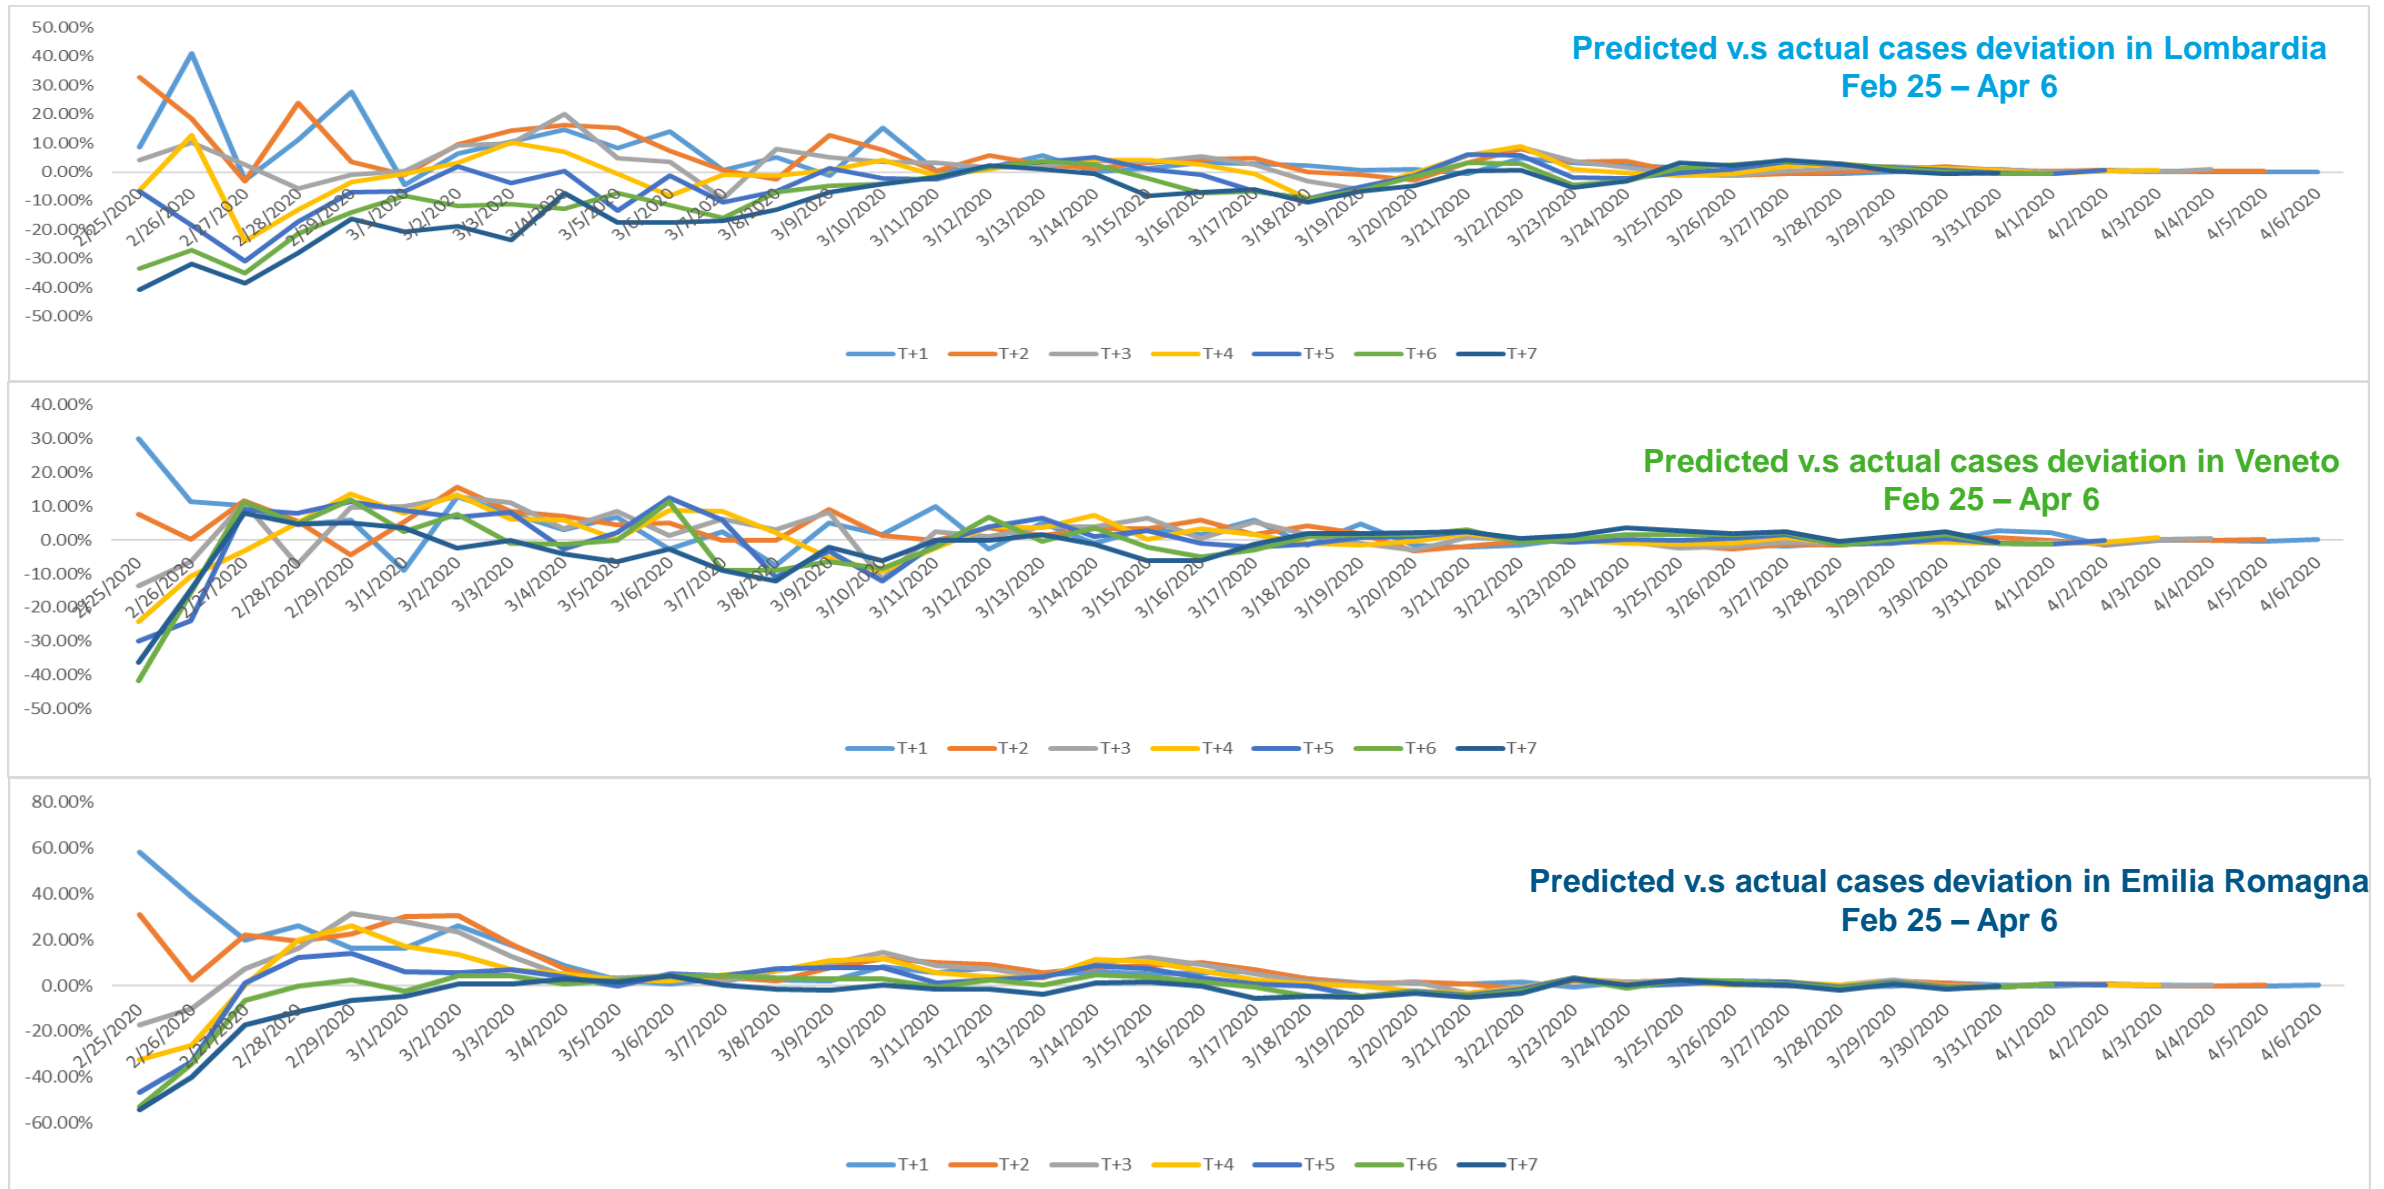 Predicted v.s actual cases deviation in Lombardia
Feb 25 – Apr 6
50.00%
40.00%
30.00%
20.00%
10.00%
0.00%
-10.00%
-20.00%
-30.00%
-40.00%
-50.00%
2/25/2020 2/26/2020 2/27/2020 2/28/2020 2/29/2020 3/1/2020 3/2/2020 3/3/2020 3/4/2020 3/5/2020 3/6/2020 3/7/2020 3/8/2020 3/9/2020 3/10/2020 3/11/2020 3/12/2020 3/13/2020 3/14/2020 3/15/2020 3/16/2020 3/17/2020 3/18/2020 3/19/2020 3/20/2020 3/21/2020 3/22/2020 3/23/2020 3/24/2020 3/25/2020 3/26/2020 3/27/2020 3/28/2020 3/29/2020 3/30/2020 3/31/2020 4/1/2020 4/2/2020 4/3/2020 4/4/2020 4/5/2020 4/6/2020
T+1 T+2 T+3 T+4 T+5 T+6 T+7
Predicted v.s actual cases deviation in Veneto
Feb 25 – Apr 6
40.00%
30.00%
20.00%
10.00%
0.00%
-10.00%
-20.00%
-30.00%
-40.00%
-50.00%
2/25/2020 2/26/2020 2/27/2020 2/28/2020 2/29/2020 3/1/2020 3/2/2020 3/3/2020 3/4/2020 3/5/2020 3/6/2020 3/7/2020 3/8/2020 3/9/2020 3/10/2020 3/11/2020 3/12/2020 3/13/2020 3/14/2020 3/15/2020 3/16/2020 3/17/2020 3/18/2020 3/19/2020 3/20/2020 3/21/2020 3/22/2020 3/23/2020 3/24/2020 3/25/2020 3/26/2020 3/27/2020 3/28/2020 3/29/2020 3/30/2020 3/31/2020 4/1/2020 4/2/2020 4/3/2020 4/4/2020 4/5/2020 4/6/2020
T+1 T+2 T+3 T+4 T+5 T+6 T+7
Predicted v.s actual cases deviation in Emilia Romagna
Feb 25 – Apr 6
80.00%
60.00%
40.00%
20.00%
0.00%
-20.00%
-40.00%
-60.00%
2/25/2020 2/26/2020 2/27/2020 2/28/2020 2/29/2020 3/1/2020 3/2/2020 3/3/2020 3/4/2020 3/5/2020 3/6/2020 3/7/2020 3/8/2020 3/9/2020 3/10/2020 3/11/2020 3/12/2020 3/13/2020 3/14/2020 3/15/2020 3/16/2020 3/17/2020 3/18/2020 3/19/2020 3/20/2020 3/21/2020 3/22/2020 3/23/2020 3/24/2020 3/25/2020 3/26/2020 3/27/2020 3/28/2020 3/29/2020 3/30/2020 3/31/2020 4/1/2020 4/2/2020 4/3/2020 4/4/2020 4/5/2020 4/6/2020
T+1 T+2 T+3 T+4 T+5 T+6 T+7